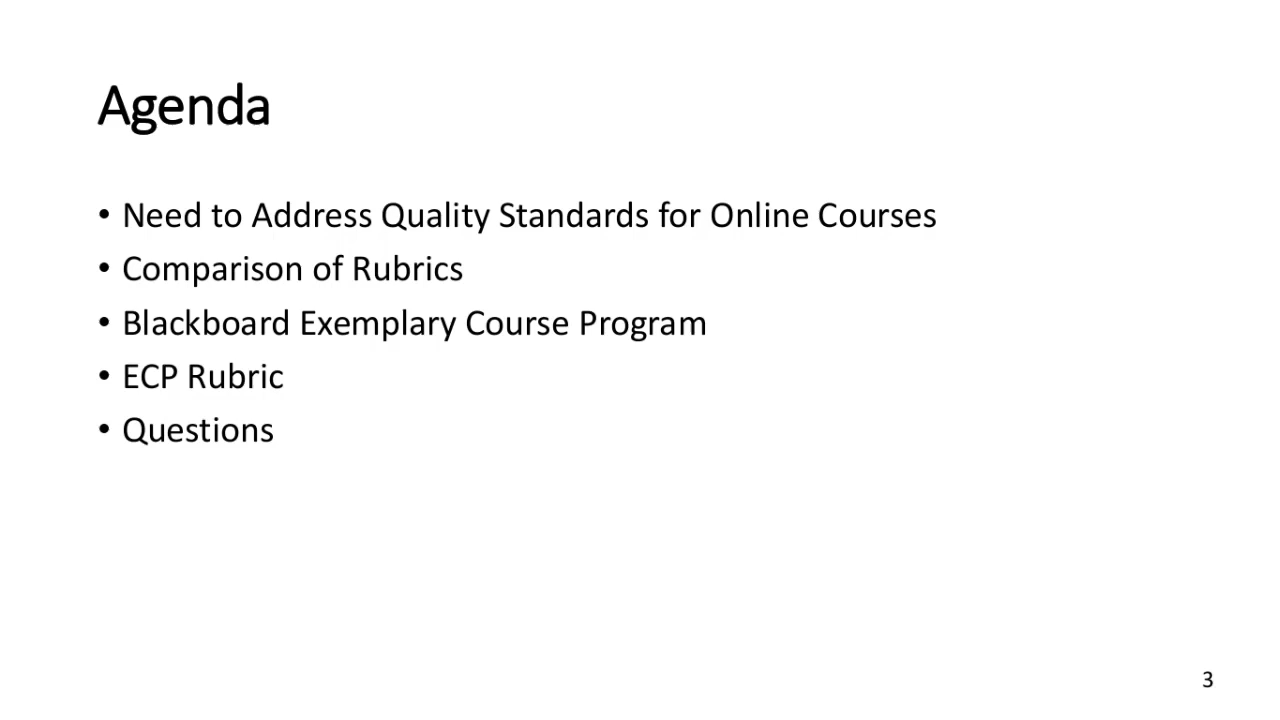 Agenda
• Need to Address Quality Standards for Online Courses
• Comparison of Rubrics
• Blackboard Exemplary Course Program
• ECP Rubric
• Questions
3